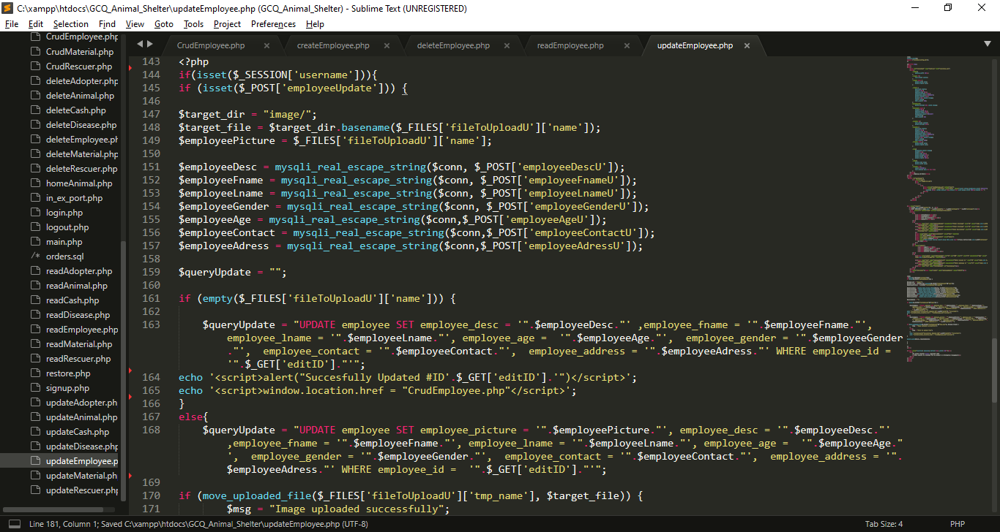 C:\xampp\htdocs\GCQ_Animal_Shelter\updateEmployee.php (GCQ_Animal_Shelter) - Sublime Text (UNREGISTERED)
File Edit Selection Find View Goto Tools Project Preferences Help
CrudEmployee.php
CrudMaterial.php
CrudRescuer.php
deleteAdopter.php
deleteAnimal.php
deleteCash.php
deleteDisease.php
deleteEmployee.ph
deleteMaterial.php
deleteRescuer.php
homeAnimal.php
in_ex_port.php
login.php
logout.php
main.php
/* orders.sql
readAdopter.php
readAnimal.php
readCash.php
readDisease.php
readEmployee.php
readMaterial.php
readRescuer.php
restore.php
signup.php
updateAdopter.ph
updateAnimal.php
updateCash.php
updateDisease.php
updateEmployee.p
updateMaterial.ph
updateRescuer.php
CrudEmployee.php × createEmployee.php × deleteEmployee.php × readEmployee.php × updateEmployee.php ×
143 <?php
144 if(isset($_SESSION['username'])){
145 if (isset($_POST['employeeUpdate'])) {
146
147 $target_dir = "image/";
148 $target_file = $target_dir.basename($_FILES['fileToUploadU']['name']);
149 $employeePicture = $_FILES['fileToUploadU']['name'];
150
151 $employeeDesc = mysqli_real_escape_string($conn, $_POST['employeeDescU']);
152 $employeeFname = mysqli_real_escape_string($conn, $_POST['employeeFnameU']);
153 $employeeLname = mysqli_real_escape_string($conn, $_POST['employeeLnameU']);
154 $employeeGender = mysqli_real_escape_string($conn, $_POST['employeeGenderU']);
155 $employeeAge = mysqli_real_escape_string($conn,$_POST['employeeAgeU']);
156 $employeeContact = mysqli_real_escape_string($conn,$_POST['employeeContactU']);
157 $employeeAdress = mysqli_real_escape_string($conn,$_POST['employeeAdressU']);
158
159 $queryUpdate = "";
160
161 if (empty($_FILES['fileToUploadU']['name'])) {
162
163 $queryUpdate = "UPDATE employee SET employee_desc = '".$employeeDesc."' ,employee_fname = '".$employeeFname."',
employee_lname = '".$employeeLname."', employee_age =  '".$employeeAge."',  employee_gender = '".$employeeGender
."',  employee_contact = '".$employeeContact."',  employee_address = '".$employeeAdress."' WHERE employee_id =
'".$_GET['editID']."'";
164 echo '<script>alert("Succesfully Updated #ID'.$_GET['editID'].'")</script>';
165 echo '<script>window.location.href = "CrudEmployee.php"</script>';
166 }
167 else{
168 $queryUpdate = "UPDATE employee SET employee_picture = '".$employeePicture."', employee_desc = '".$employeeDesc."'
,employee_fname = '".$employeeFname."', employee_lname = '".$employeeLname."', employee_age =  '".$employeeAge."
',  employee_gender = '".$employeeGender."',  employee_contact = '".$employeeContact."',  employee_address = '".
$employeeAdress."' WHERE employee_id =  '".$_GET['editID']."'";
169
170 if (move_uploaded_file($_FILES['fileToUploadU']['tmp_name'], $target_file)) {
171 $msg = "Image uploaded successfully";
Line 181, Column 1; Saved C:\xampp\htdocs\GCQ_Animal_Shelter\updateEmployee.php (UTF-8) Tab Size: 4 PHP